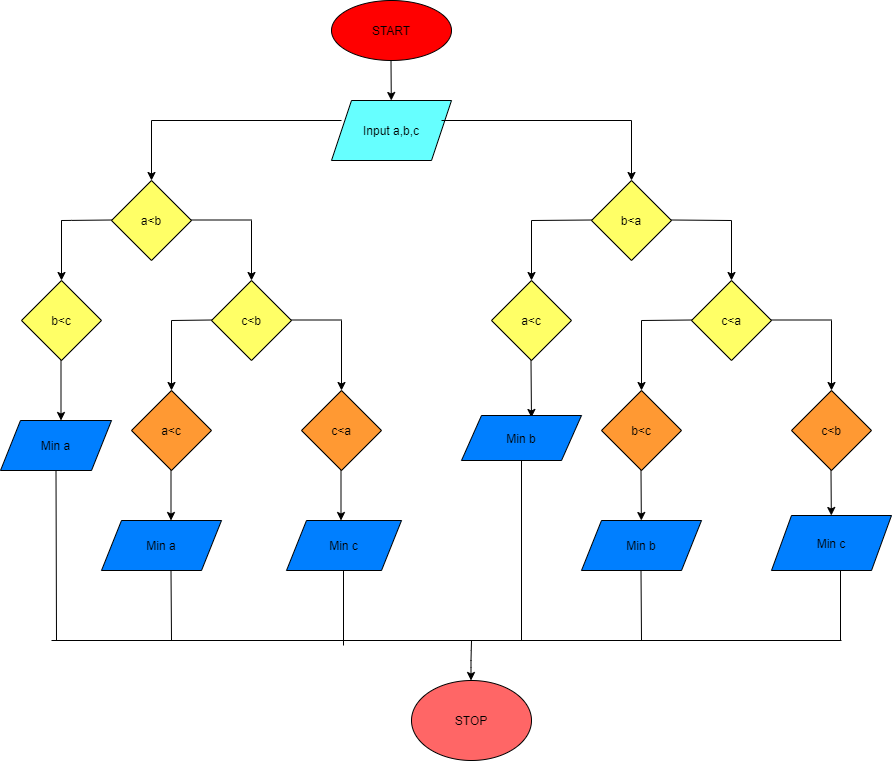 START
Input a,b,c
a<b
b<a
b<c
c<b
a<c
c<a
a<c
c<a
b<c
c<b
Min a
Min b
Min a
Min c
Min b
Min c
STOP